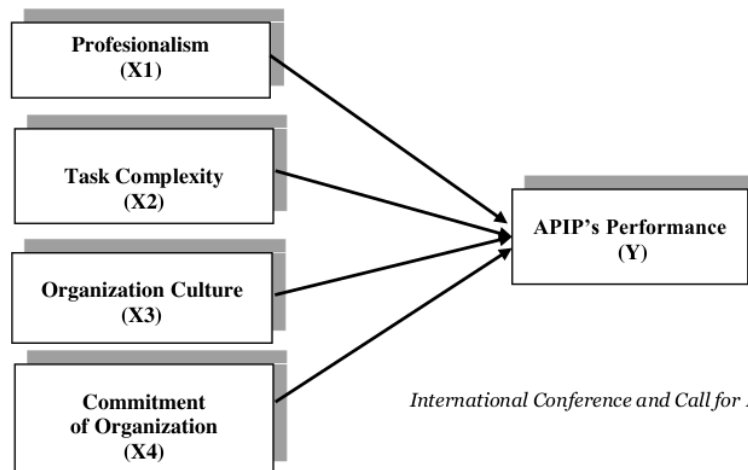 Profesionalism
(X1)
Task Complexity
(X2)
Organization Culture
(X3)
Commitment
of Organization
(X4)
APIP's Performance
(Y)
International Conference and Call for